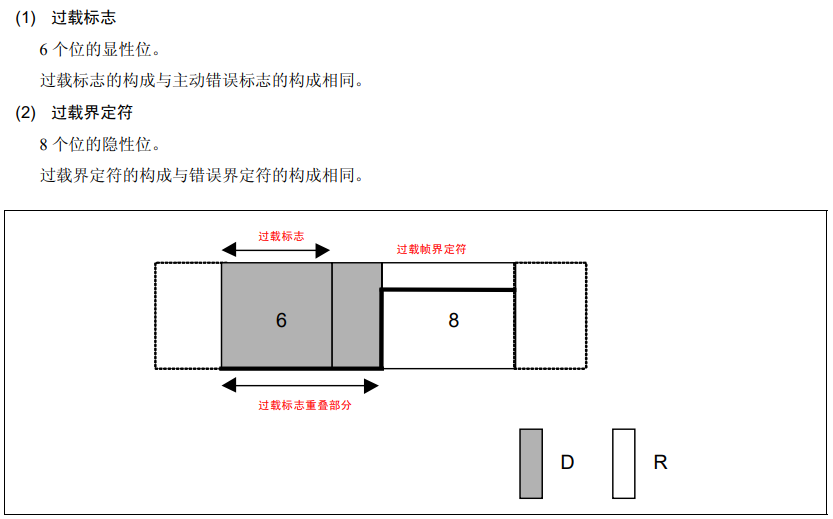 (1) 过载标志
6 个位的显性位。
过载标志的构成与主动错误标志的构成相同。
(2) 过载界定符
8 个位的隐性位。
过载界定符的构成与错误界定符的构成相同。
过载标志
过载帧界定符
6
8
过载标志重叠部分
D
R